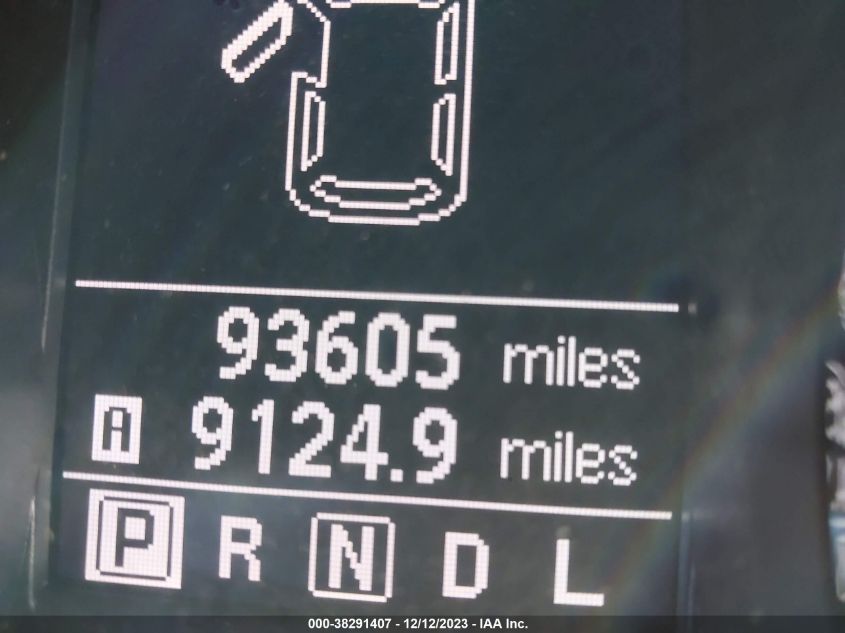 93605 miles
A 9124.9 miles
P R N D L
000-38291407 - 12/12/2023 - IAA Inc.